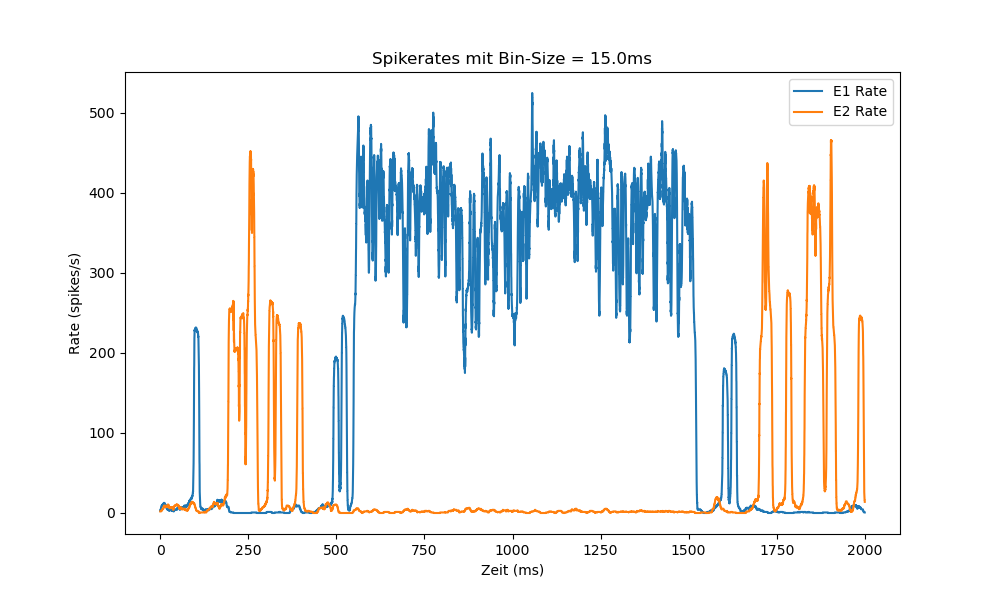 Spikerates mit Bin-Size = 15.0ms
E1 Rate
E2 Rate
Rate (spikes/s)
500
400
300
200
100
0
0 250 500 750 1000 1250 1500 1750 2000
Zeit (ms)